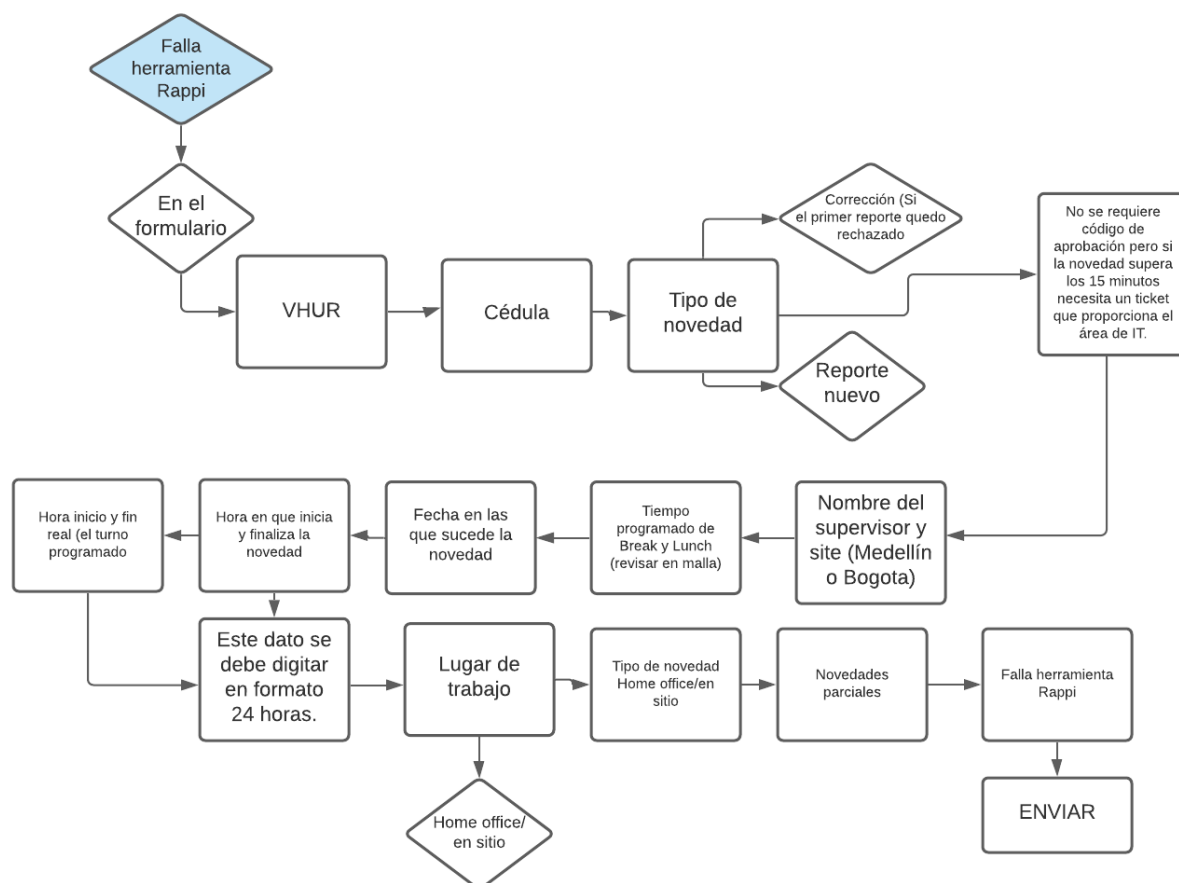 Falla
herramienta
Rappi
En el
formulario
VHUR
Cédula
Tipo de
novedad
Corrección (Si
el primer reporte quedo
rechazado
Reporte
nuevo
No se requiere
código de
aprobación pero si
la novedad supera
los 15 minutos
necesita un ticket
que proporciona el
área de IT.
Nombre del
supervisor y
site (Medellín
o Bogota)
Tiempo
programado de
Break y Lunch
(revisar en malla)
Fecha en las
que sucede la
novedad
Hora en que inicia
y finaliza la
novedad
Hora inicio y fin
real (el turno
programado
Este dato se
debe digitar
en formato
24 horas.
Lugar de
trabajo
Home office/
en sitio
Tipo de novedad
Home office/en
sitio
Novedades
parciales
Falla herramienta
Rappi
ENVIAR